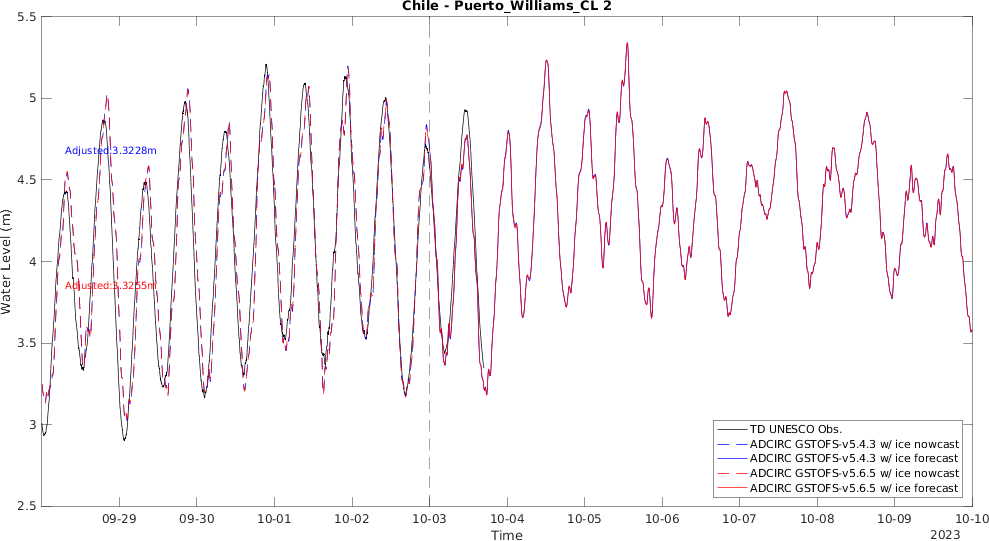 Chile - Puerto_Williams_CL 2
5.5
5
4.5
4
3.5
3
2.5
Water Level (m)
Adjusted:3.3228m
Adjusted:3.3255m
TD UNESCO Obs.
ADCIRC GSTOFS-v5.4.3 w/ ice nowcast
ADCIRC GSTOFS-v5.4.3 w/ ice forecast
ADCIRC GSTOFS-v5.6.5 w/ ice nowcast
ADCIRC GSTOFS-v5.6.5 w/ ice forecast
09-29 09-30 10-01 10-02 10-03 10-04 10-05 10-06 10-07 10-08 10-09 10-10
Time
2023